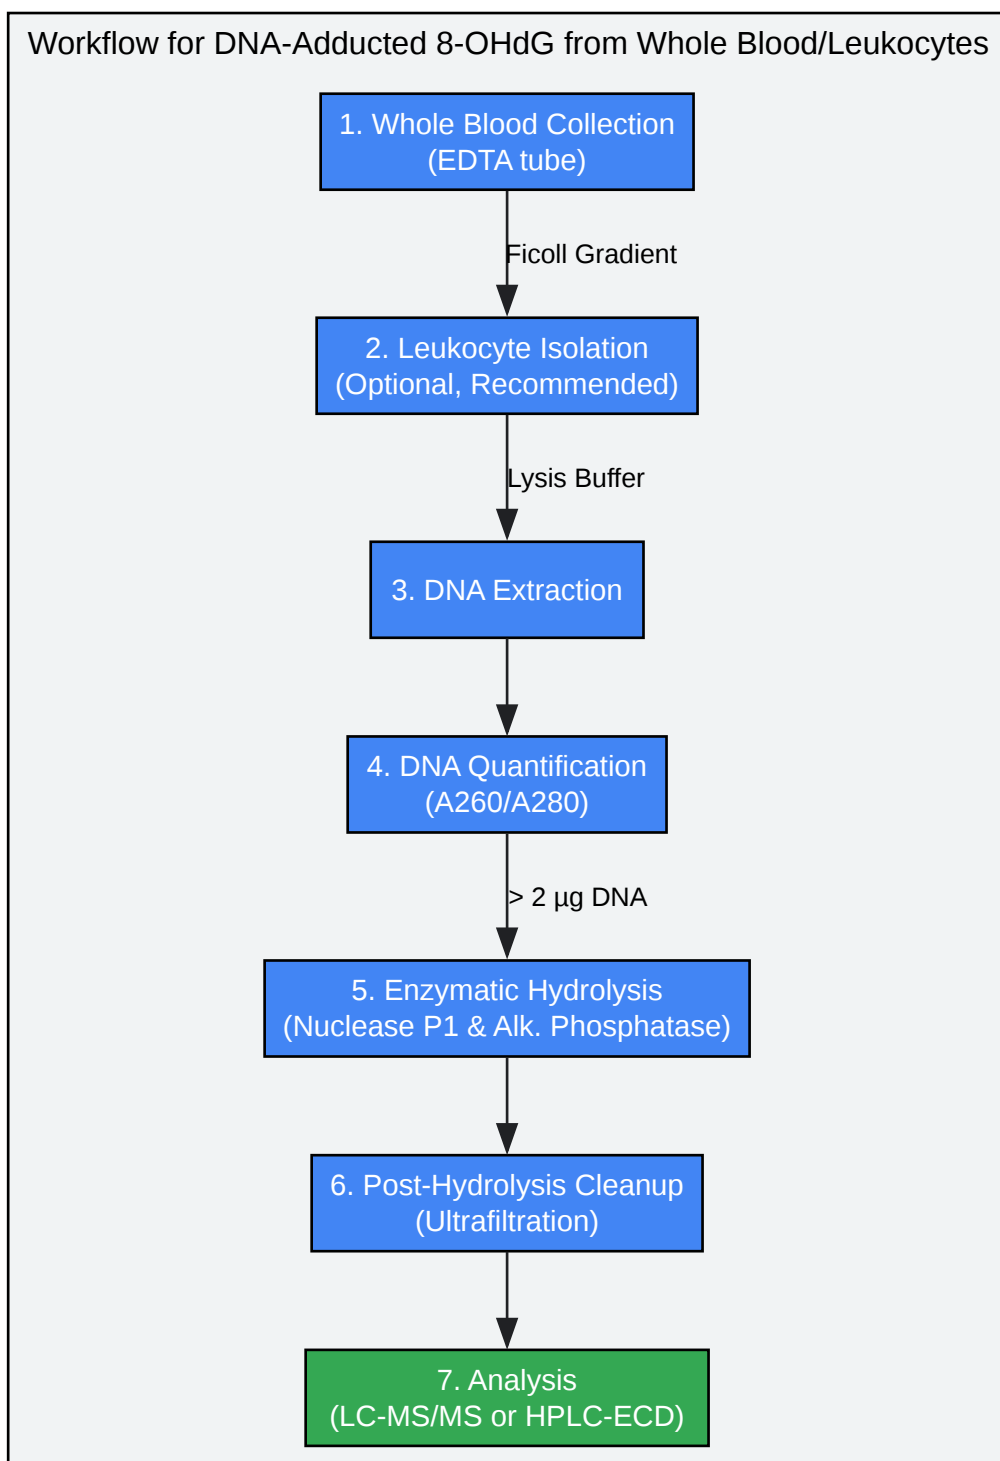 Workflow for DNA-Adducted 8-OHdG from Whole Blood/Leukocytes
1. Whole Blood Collection
(EDTA tube)
Ficoll Gradient
2. Leukocyte Isolation
(Optional, Recommended)
Lysis Buffer
3. DNA Extraction
4. DNA Quantification
(A260/A280)
> 2 µg DNA
5. Enzymatic Hydrolysis
(Nuclease P1 & Alk. Phosphatase)
6. Post-Hydrolysis Cleanup
(Ultrafiltration)
7. Analysis
(LC-MS/MS or HPLC-ECD)